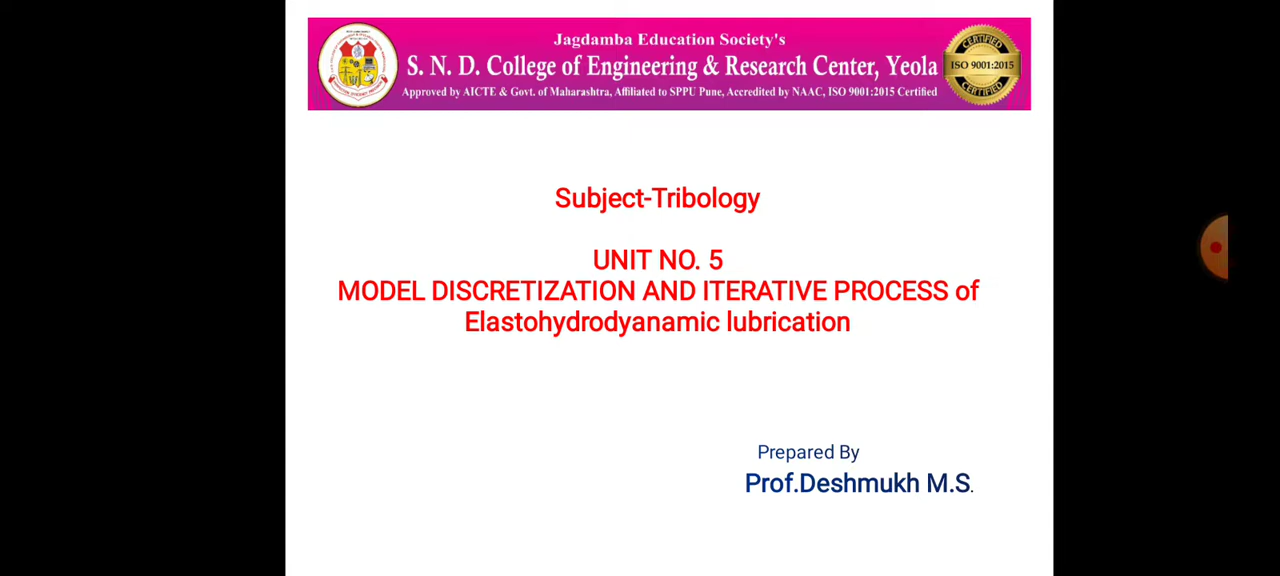 Jagdamba Education Society's
S. N. D. College of Engineering & Research Center, Yeola
Approved by AICTE & Govt. of Maharashtra, Affiliated to SPPU Pune, Accredited by NAAC, ISO 9001:2015 Certified
CERTIFIED
ISO 9001:2015
CERTIFIED
Subject-Tribology
UNIT NO. 5
MODEL DISCRETIZATION AND ITERATIVE PROCESS of
Elastohydrodyanamic lubrication
Prepared By
Prof.Deshmukh M.S.